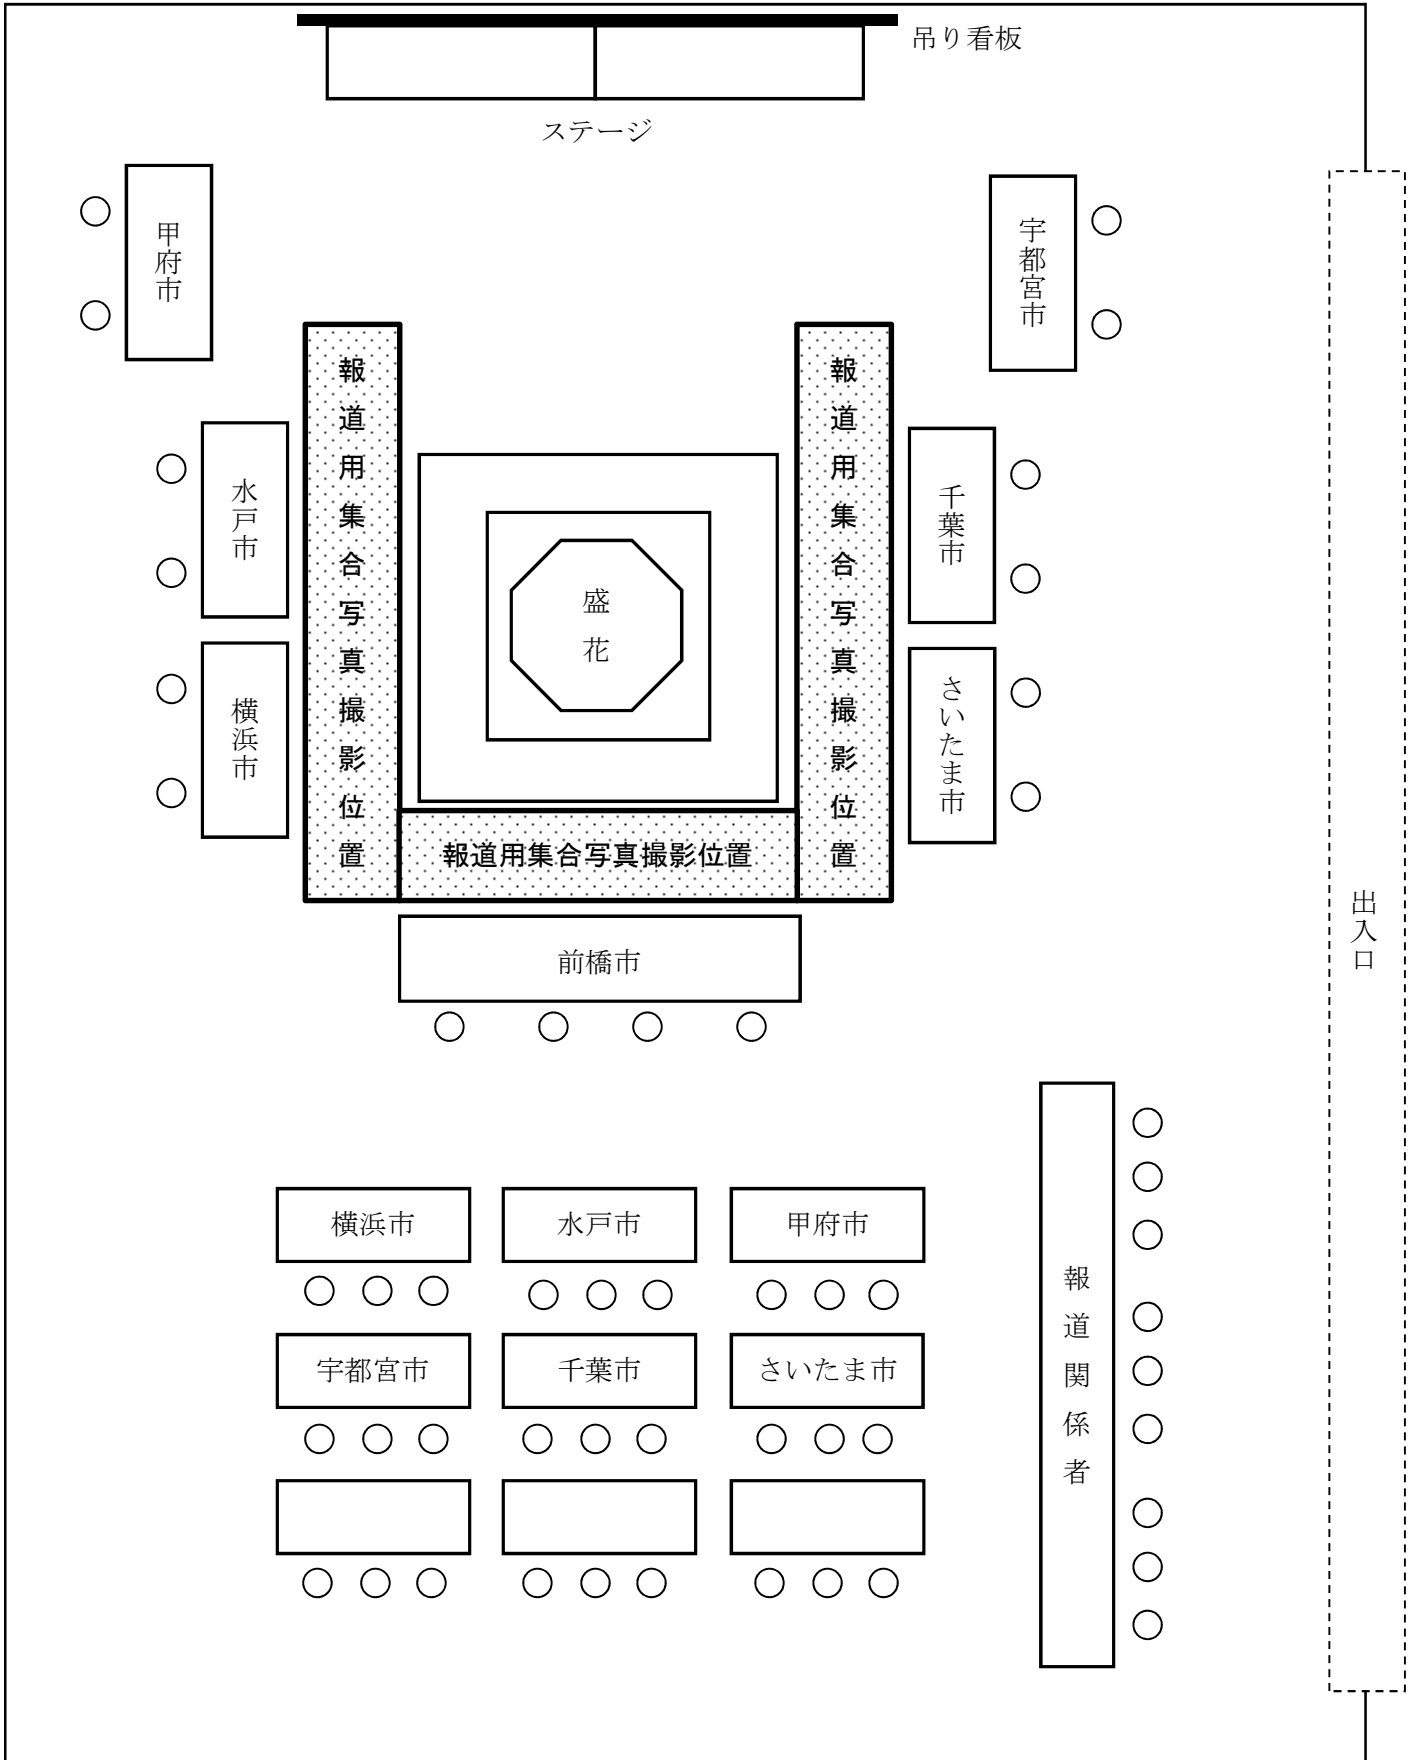 吊り看板
ステージ
甲府市
宇都宮市
報道用集合写真撮影位置
報道用集合写真撮影位置
水戸市
千葉市
盛花
横浜市
さいたま市
報道用集合写真撮影位置
前橋市
出入口
横浜市
水戸市
甲府市
宇都宮市
千葉市
さいたま市
報道関係者